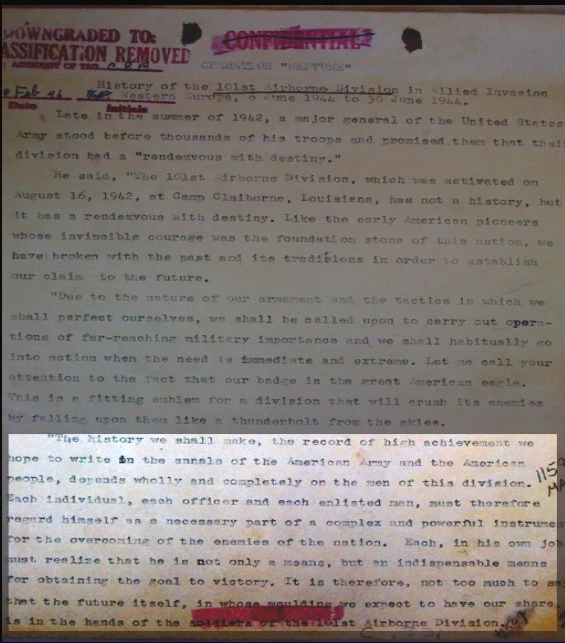 DOWNGRADED TO:
CLASSIFICATION REMOVED
CONFIDENTIAL
OPERATION "NEPTUNE"
History of the 101st Airborne Division in Allied Invasion
Western Europe, 6 June 1944 to 30 June 1944.
Date Initials
Late in the summer of 1942, a major general of the United States
Army stood before thousands of his troops and promised them that their
division had a "rendezvous with destiny."
He said, "The 101st Airborne Division, which was activated on
August 16, 1942, at Camp Claiborne, Louisiana, has not a history, but
it has a rendezvous with destiny. Like the early American pioneers
whose invincible courage was the foundation stone of this nation, we
have broken with the past and its traditions in order to establish
our claim to the future.
"Due to the nature of our armament and the tactics in which we
shall perfect ourselves, we shall be called upon to carry out opera-
tions of far-reaching military importance and we shall habitually go
into action when the need is immediate and extreme. Let me call your
attention to the fact that our badge is the great American eagle.
This is a fitting emblem for a division that will crush its enemies
by falling upon them like a thunderbolt from the skies.
"The history we shall make, the record of high achievement we
hope to write in the annals of the American Army and the American
people, depends wholly and completely on the men of this division.
Each individual, each officer and each enlisted man, must therefore
regard himself as a necessary part of a complex and powerful instrumen
for the overcoming of the enemies of the nation. Each, in his own job
must realize that he is not only a means, but an indispensable means
for obtaining the goal to victory. It is therefore, not too much to sa
that the future itself, in whose moulding we expect to have our share,
is in the hands of the soldiers of the 101st Airborne Division."